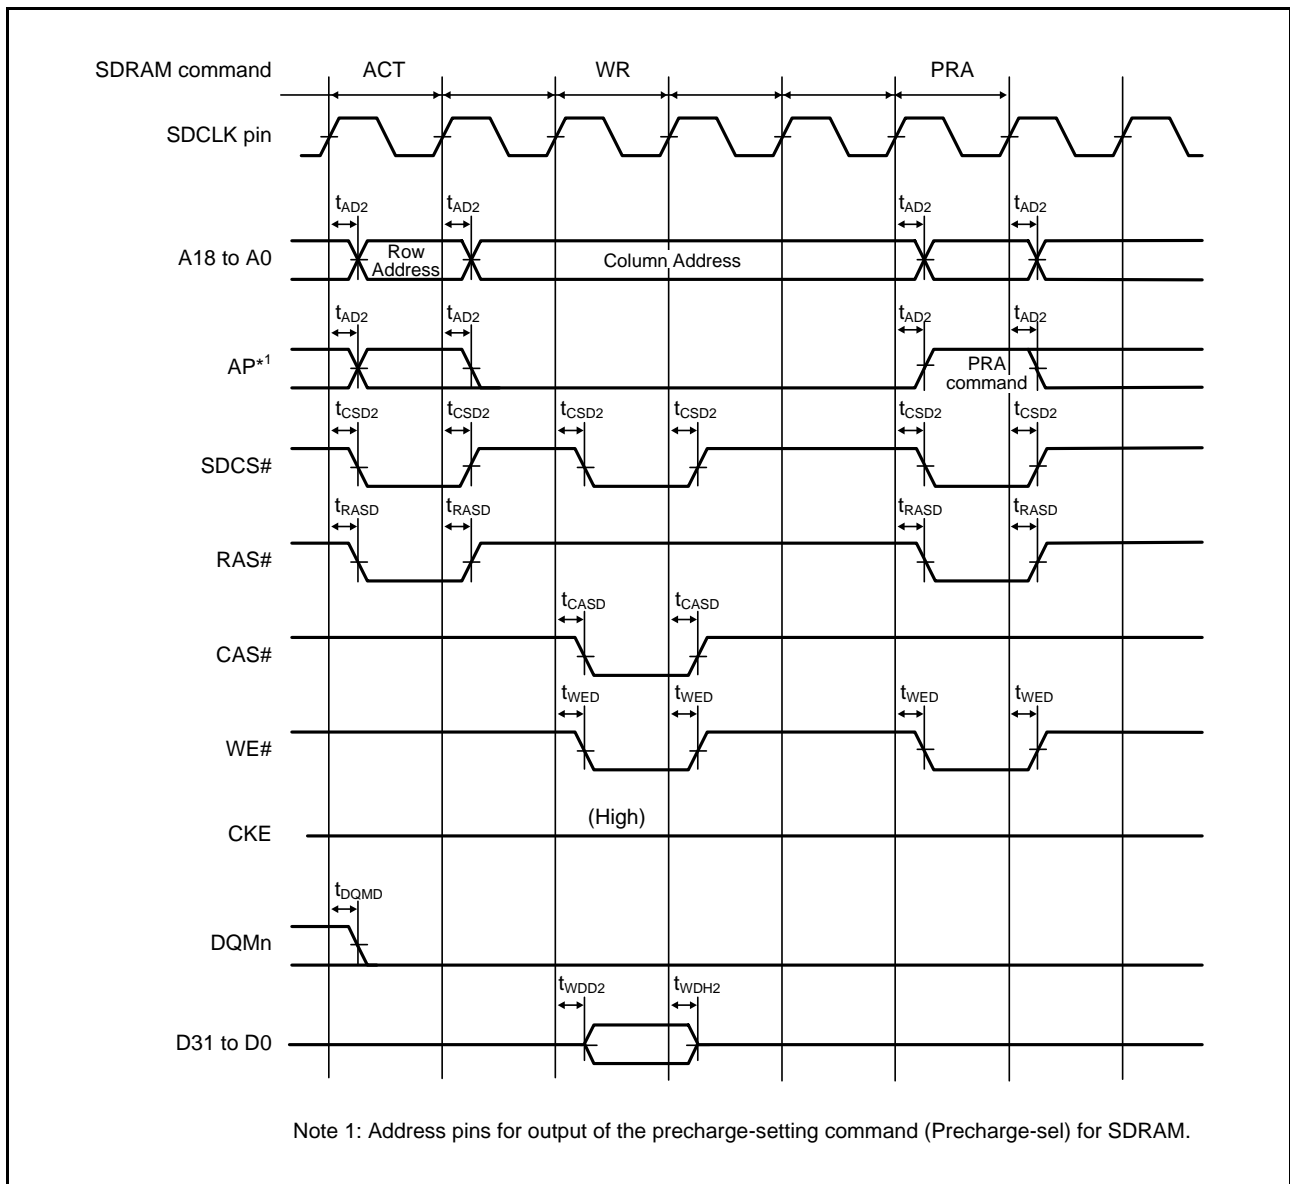 SDRAM command ACT WR PRA
SDCLK pin
tAD2 tAD2 tAD2 tAD2
A18 to A0 Row Address Column Address
tAD2 tAD2 tAD2 tAD2
AP*1 PRA command
tCSD2 tCSD2 tCSD2 tCSD2 tCSD2 tCSD2
SDCS#
tRASD tRASD tRASD tRASD
RAS#
tCASD tCASD
CAS#
tWED tWED tWED tWED
WE#
(High)
CKE
tDQMD
DQMn
tWDD2 tWDH2
D31 to D0
Note 1: Address pins for output of the precharge-setting command (Precharge-sel) for SDRAM.